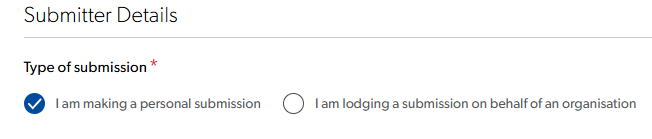 Submitter Details
Type of submission *
I am making a personal submission
I am lodging a submission on behalf of an organisation